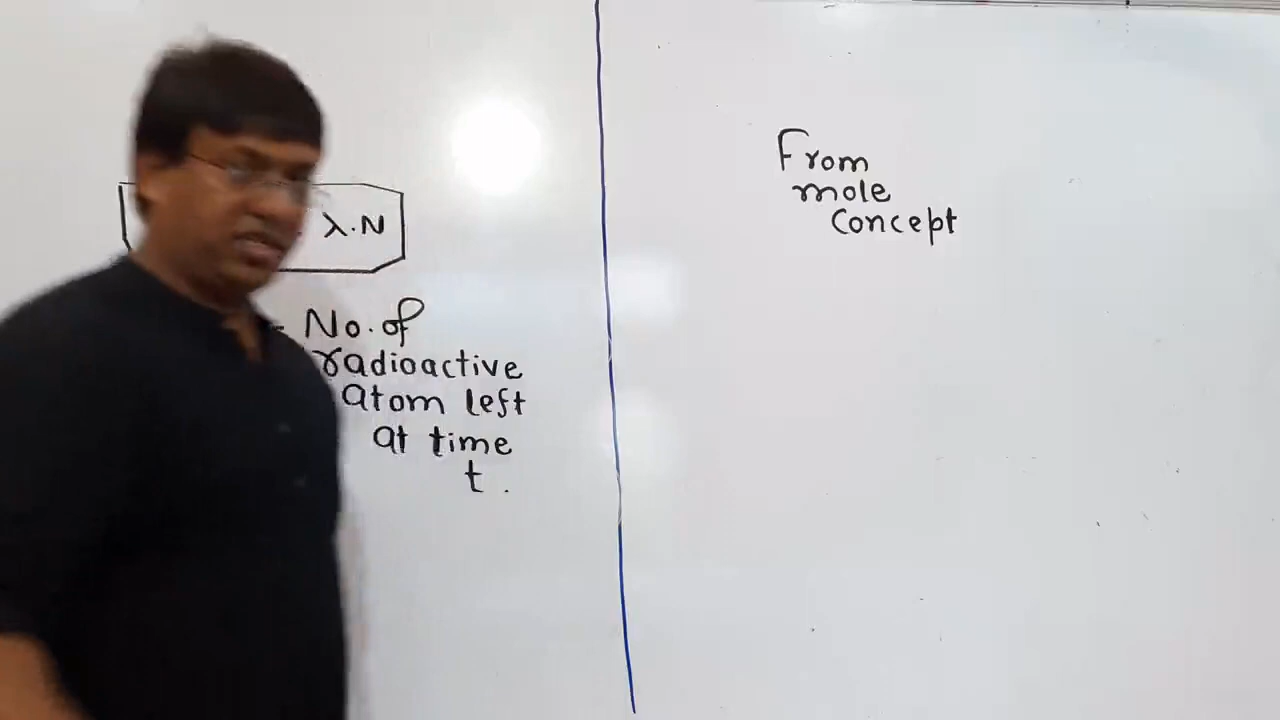 λ.N
No. of
radioactive
atom left
at time
t.
From
mole
concept